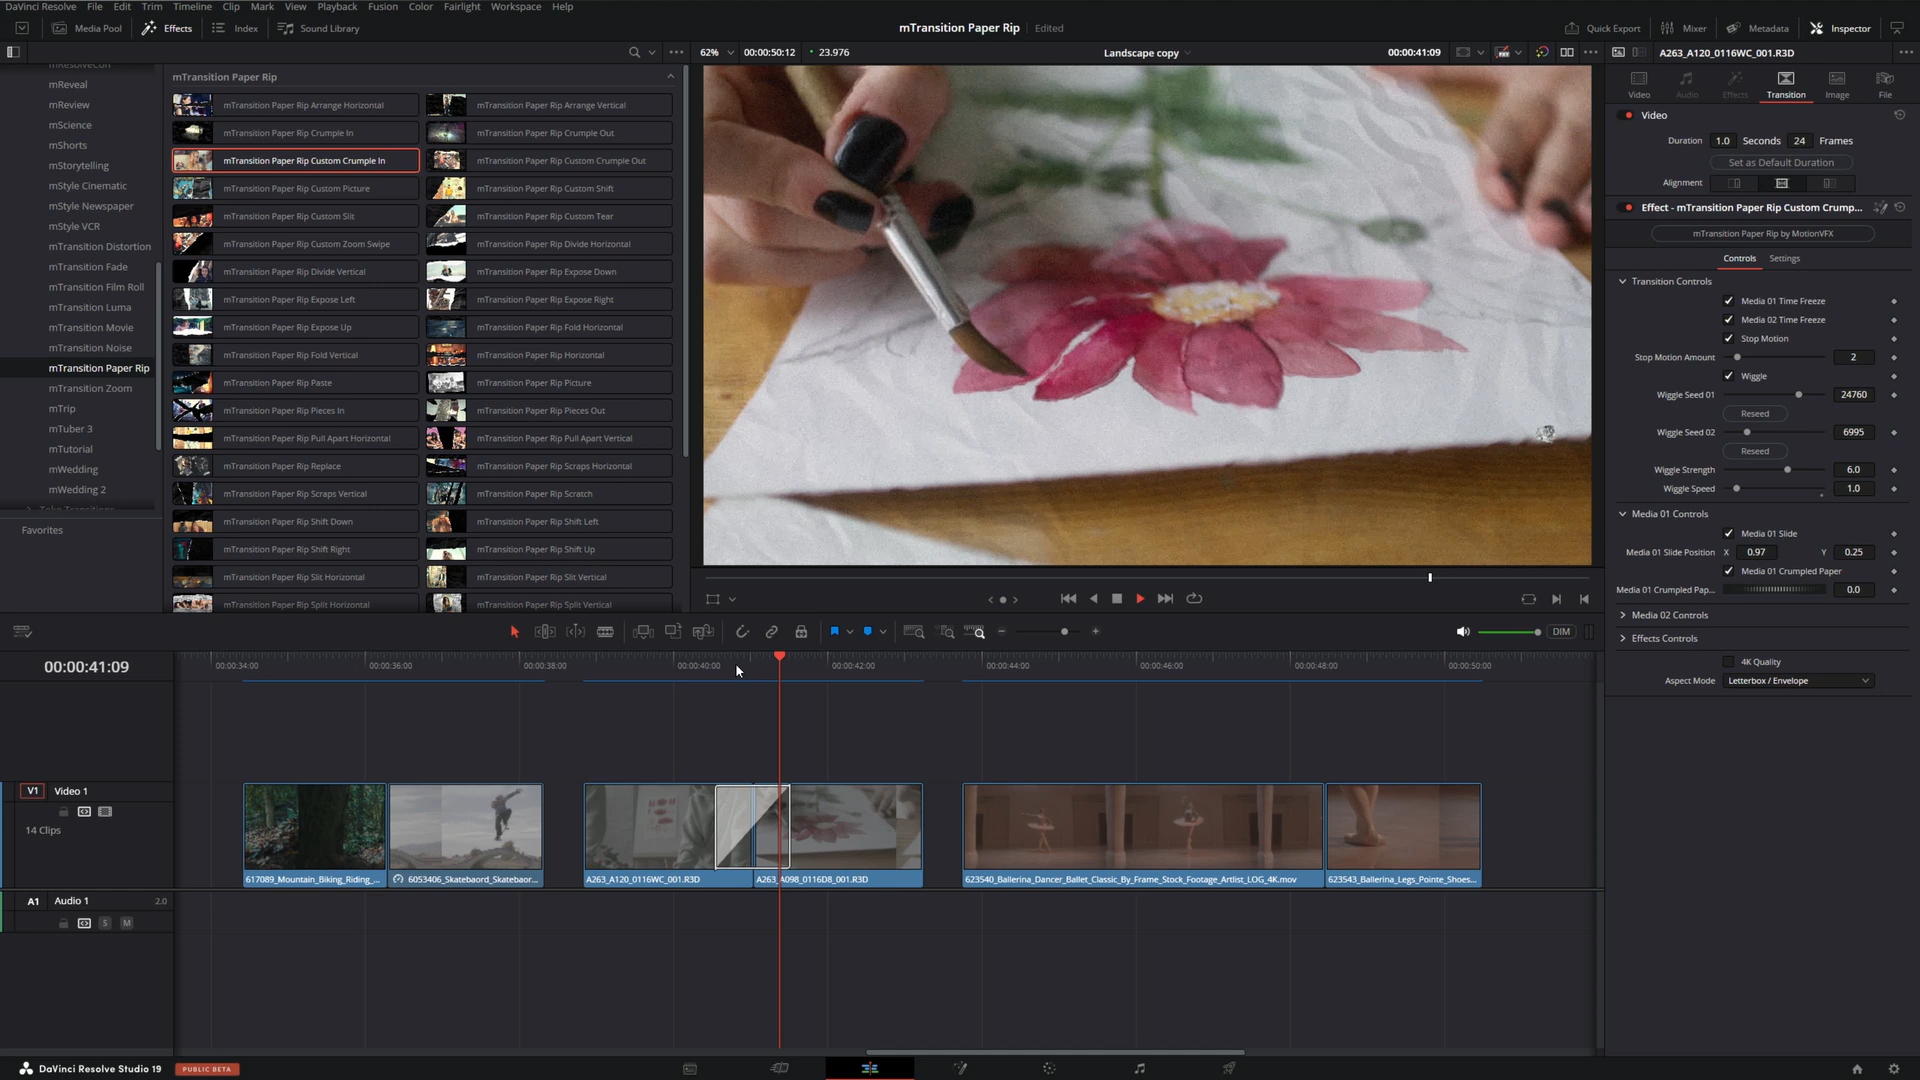 DaVinci Resolve File Edit Trim Timeline Clip Mark View Playback Fusion Color Fairlight Workspace Help
Media Pool Effects Index Sound Library
mTransition Paper Rip Edited
Quick Export Mixer Metadata Inspector
62% 00:00:50:12 23.976 Landscape copy 00:00:41:09
A263_A120_0116WC_001.R3D
mReveal
mReview
mScience
mShorts
mStorytelling
mStyle Cinematic
mStyle Newspaper
mStyle VCR
mTransition Distortion
mTransition Fade
mTransition Film Roll
mTransition Luma
mTransition Movie
mTransition Noise
mTransition Paper Rip
mTransition Zoom
mTrip
mTuber 3
mTutorial
mWedding
mWedding 2
Favorites
mTransition Paper Rip
mTransition Paper Rip Arrange Horizontal mTransition Paper Rip Arrange Vertical
mTransition Paper Rip Crumple In mTransition Paper Rip Crumple Out
mTransition Paper Rip Custom Crumple In mTransition Paper Rip Custom Crumple Out
mTransition Paper Rip Custom Picture mTransition Paper Rip Custom Shift
mTransition Paper Rip Custom Slit mTransition Paper Rip Custom Tear
mTransition Paper Rip Custom Zoom Swipe mTransition Paper Rip Divide Horizontal
mTransition Paper Rip Divide Vertical mTransition Paper Rip Expose Down
mTransition Paper Rip Expose Left mTransition Paper Rip Expose Right
mTransition Paper Rip Expose Up mTransition Paper Rip Fold Horizontal
mTransition Paper Rip Fold Vertical mTransition Paper Rip Horizontal
mTransition Paper Rip Paste mTransition Paper Rip Picture
mTransition Paper Rip Pieces In mTransition Paper Rip Pieces Out
mTransition Paper Rip Pull Apart Horizontal mTransition Paper Rip Pull Apart Vertical
mTransition Paper Rip Replace mTransition Paper Rip Scraps Horizontal
mTransition Paper Rip Scraps Vertical mTransition Paper Rip Scratch
mTransition Paper Rip Shift Down mTransition Paper Rip Shift Left
mTransition Paper Rip Shift Right mTransition Paper Rip Shift Up
mTransition Paper Rip Slit Horizontal mTransition Paper Rip Slit Vertical
mTransition Paper Rip Split Horizontal mTransition Paper Rip Split Vertical
Video Audio Effects Transition Image File
Video
Duration 1.0 Seconds 24 Frames
Set as Default Duration
Alignment
Effect - mTransition Paper Rip Custom Crump...
mTransition Paper Rip by MotionVFX
Controls Settings
Transition Controls
Media 01 Time Freeze
Media 02 Time Freeze
Stop Motion
Stop Motion Amount 2
Wiggle
Wiggle Seed 01 24760
Reseed
Wiggle Seed 02 6995
Reseed
Wiggle Strength 6.0
Wiggle Speed 1.0
Media 01 Controls
Media 01 Slide
Media 01 Slide Position X 0.97 Y 0.25
Media 01 Crumpled Paper
Media 01 Crumpled Pap... 0.0
Media 02 Controls
Effects Controls
4K Quality
Aspect Mode Letterbox / Envelope
DIM
00:00:41:09
00:00:34:00 00:00:36:00 00:00:38:00 00:00:40:00 00:00:42:00 00:00:44:00 00:00:46:00 00:00:48:00 00:00:50:00
V1 Video 1
14 Clips
617089_Mountain_Biking_Riding_... 6053406_Skatebaord_Skatebaor... A263_A120_0116WC_001.R3D A263_A098_0116D8_001.R3D 623540_Ballerina_Dancer_Ballet_Classic_By_Frame_Stock_Footage_Artlist_LOG_4K.mov 623543_Ballerina_Legs_Pointe_Shoes...
A1 Audio 1 2.0
S M
DaVinci Resolve Studio 19 PUBLIC BETA